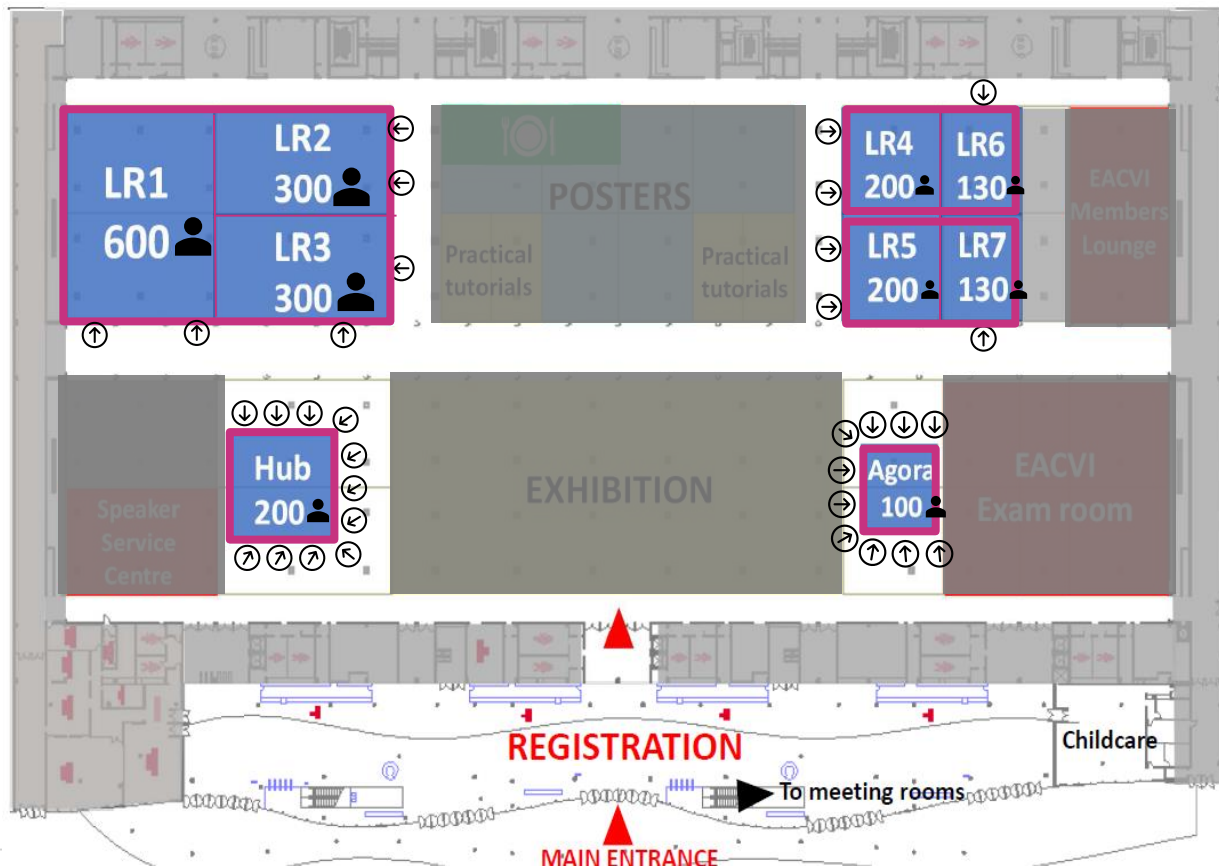 LR1
600
LR2
300
LR3
300
POSTERS
Practical
tutorials
Practical
tutorials
LR4
200
LR6
130
LR5
200
LR7
130
EACVI
Members
Lounge
Speaker
Service
Centre
Hub
200
EXHIBITION
Agora
100
EACVI
Exam room
REGISTRATION
Childcare
To meeting rooms
MAIN ENTRANCE